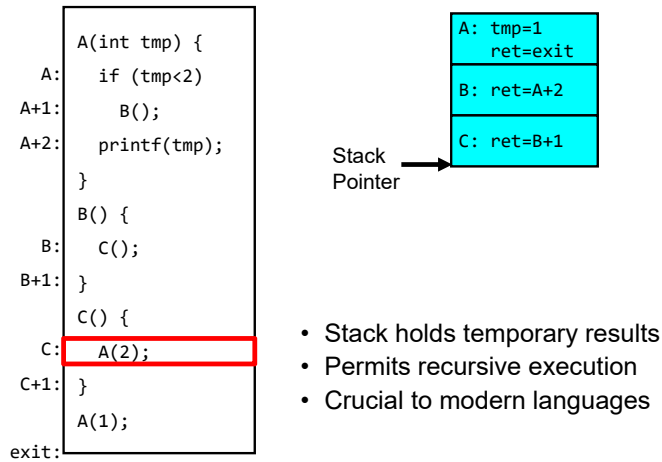 A(int tmp) {
A: if (tmp<2)
A+1: B();
A+2: printf(tmp);
}
B() {
B: C();
B+1: }
C() {
C: A(2);
C+1: }
A(1);
exit:
A: tmp=1
ret=exit
B: ret=A+2
C: ret=B+1
Stack
Pointer
• Stack holds temporary results
• Permits recursive execution
• Crucial to modern languages